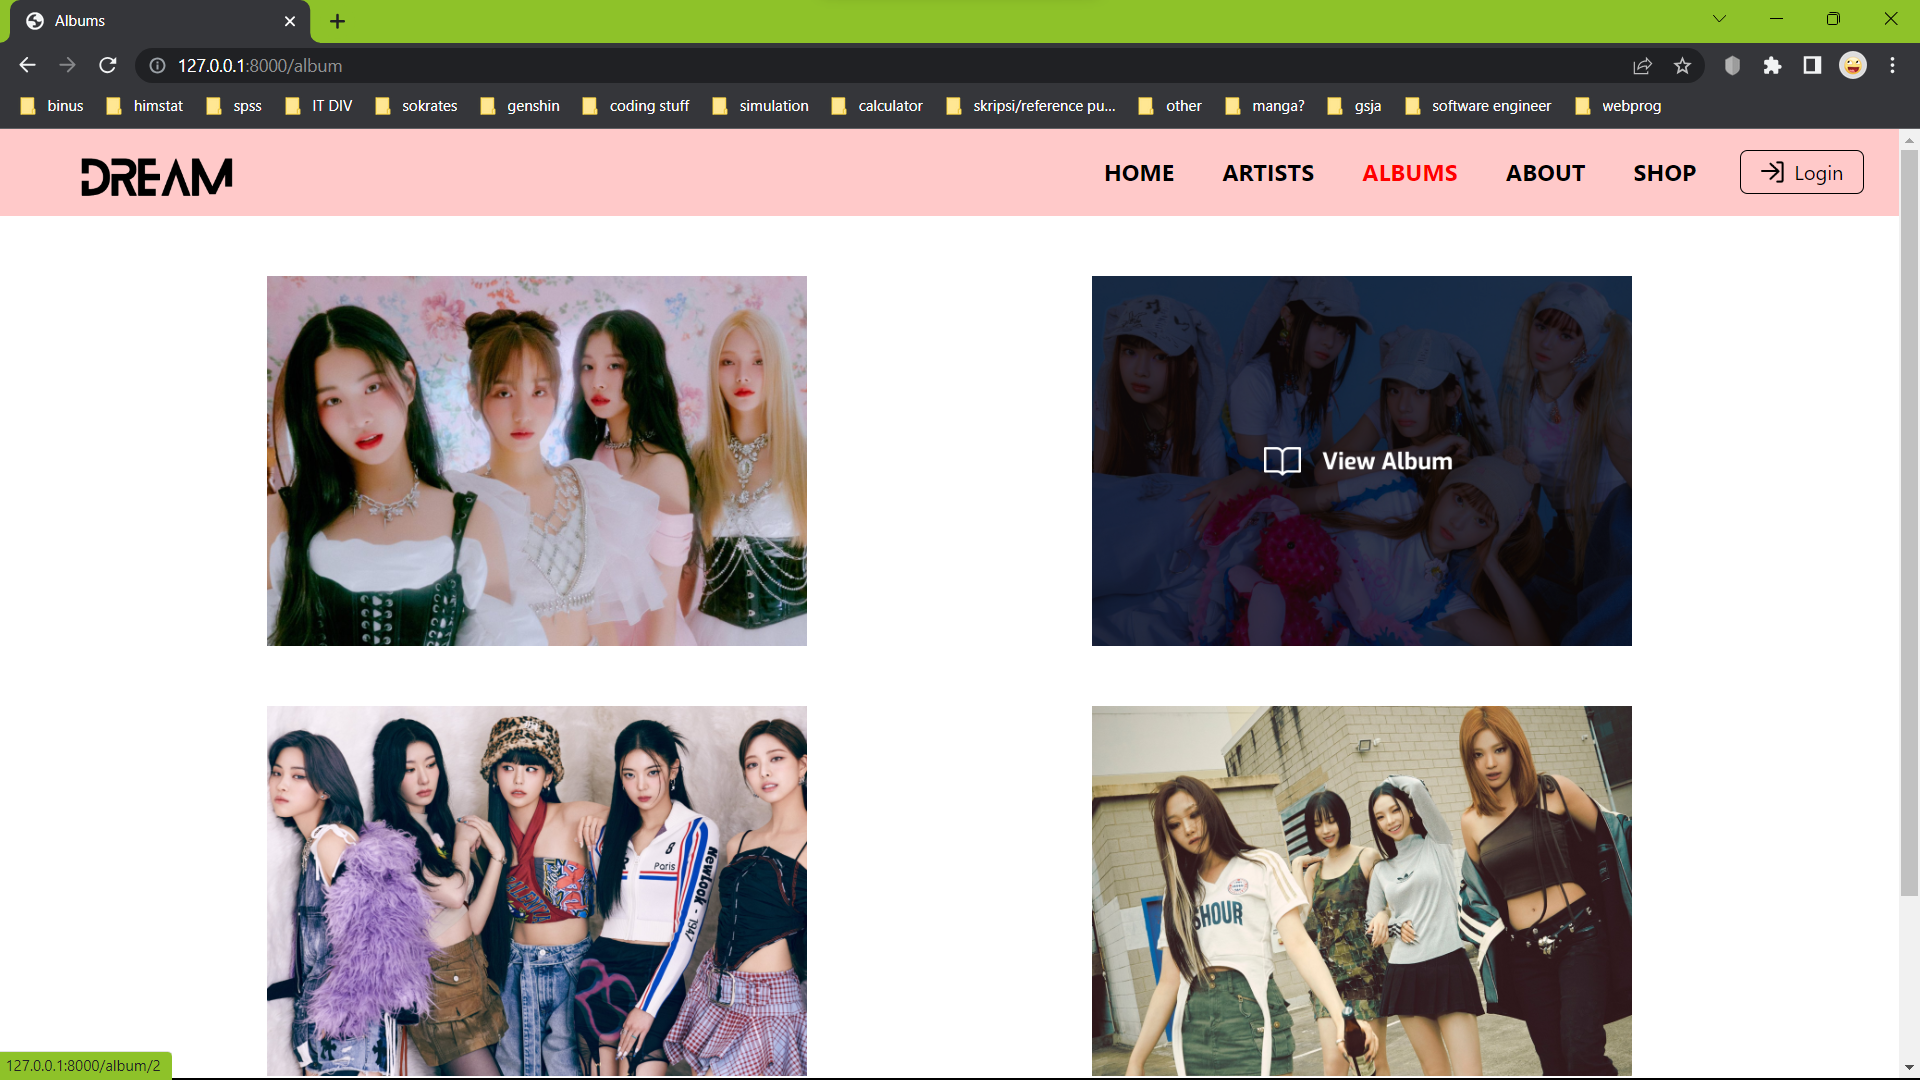 Albums
127.0.0.1:8000/album
binus himstat spss IT DIV sokrates genshin coding stuff simulation calculator skripsi/reference pu... other manga? gsja software engineer webprog
DREAM HOME ARTISTS ALBUMS ABOUT SHOP Login
View Album
8
Paris
NewLook - 1947
SHOUR
127.0.0.1:8000/album/2